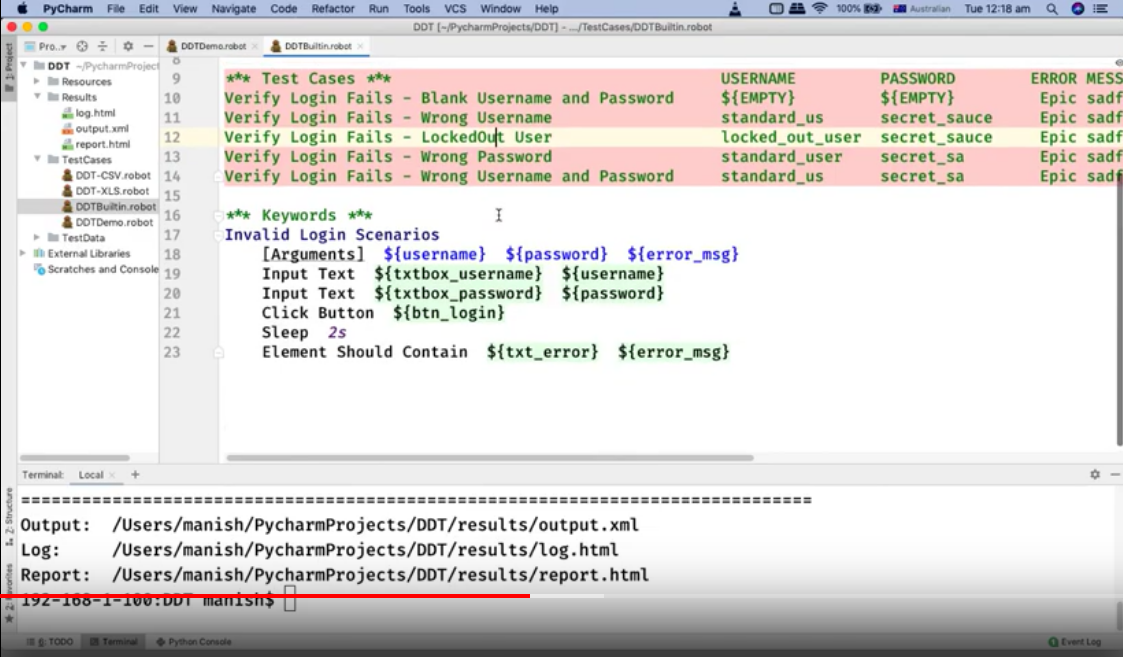 PyCharm File Edit View Navigate Code Refactor Run Tools VCS Window Help 100% Australian Tue 12:18 am
DDT [~/PycharmProjects/DDT] - .../TestCases/DDTBuiltin.robot
Pro.. DDTDemo.robot DDTBuiltin.robot
1: Project
DDT ~/PycharmProject
Resources
Results
log.html
output.xml
report.html
TestCases
DDT-CSV.robot
DDT-XLS.robot
DDTBuiltin.robot
DDTDemo.robot
TestData
External Libraries
Scratches and Console
8
9 *** Test Cases *** USERNAME PASSWORD ERROR MESS
10 Verify Login Fails - Blank Username and Password ${EMPTY} ${EMPTY} Epic sadf
11 Verify Login Fails - Wrong Username standard_us secret_sauce Epic sadf
12 Verify Login Fails - LockedOut User locked_out_user secret_sauce Epic sadf
13 Verify Login Fails - Wrong Password standard_user secret_sa Epic sadf
14 Verify Login Fails - Wrong Username and Password standard_us secret_sa Epic sadf
15
16 *** Keywords ***
17 Invalid Login Scenarios
18 [Arguments] ${username} ${password} ${error_msg}
19 Input Text ${txtbox_username} ${username}
20 Input Text ${txtbox_password} ${password}
21 Click Button ${btn_login}
22 Sleep 2s
23 Element Should Contain ${txt_error} ${error_msg}
Terminal: Local +
================================================================================
Output: /Users/manish/PycharmProjects/DDT/results/output.xml
Log: /Users/manish/PycharmProjects/DDT/results/log.html
Report: /Users/manish/PycharmProjects/DDT/results/report.html
192-168-1-100:DDT manish$
Z: Structure
2: Favorites
6: TODO Terminal Python Console Event Log